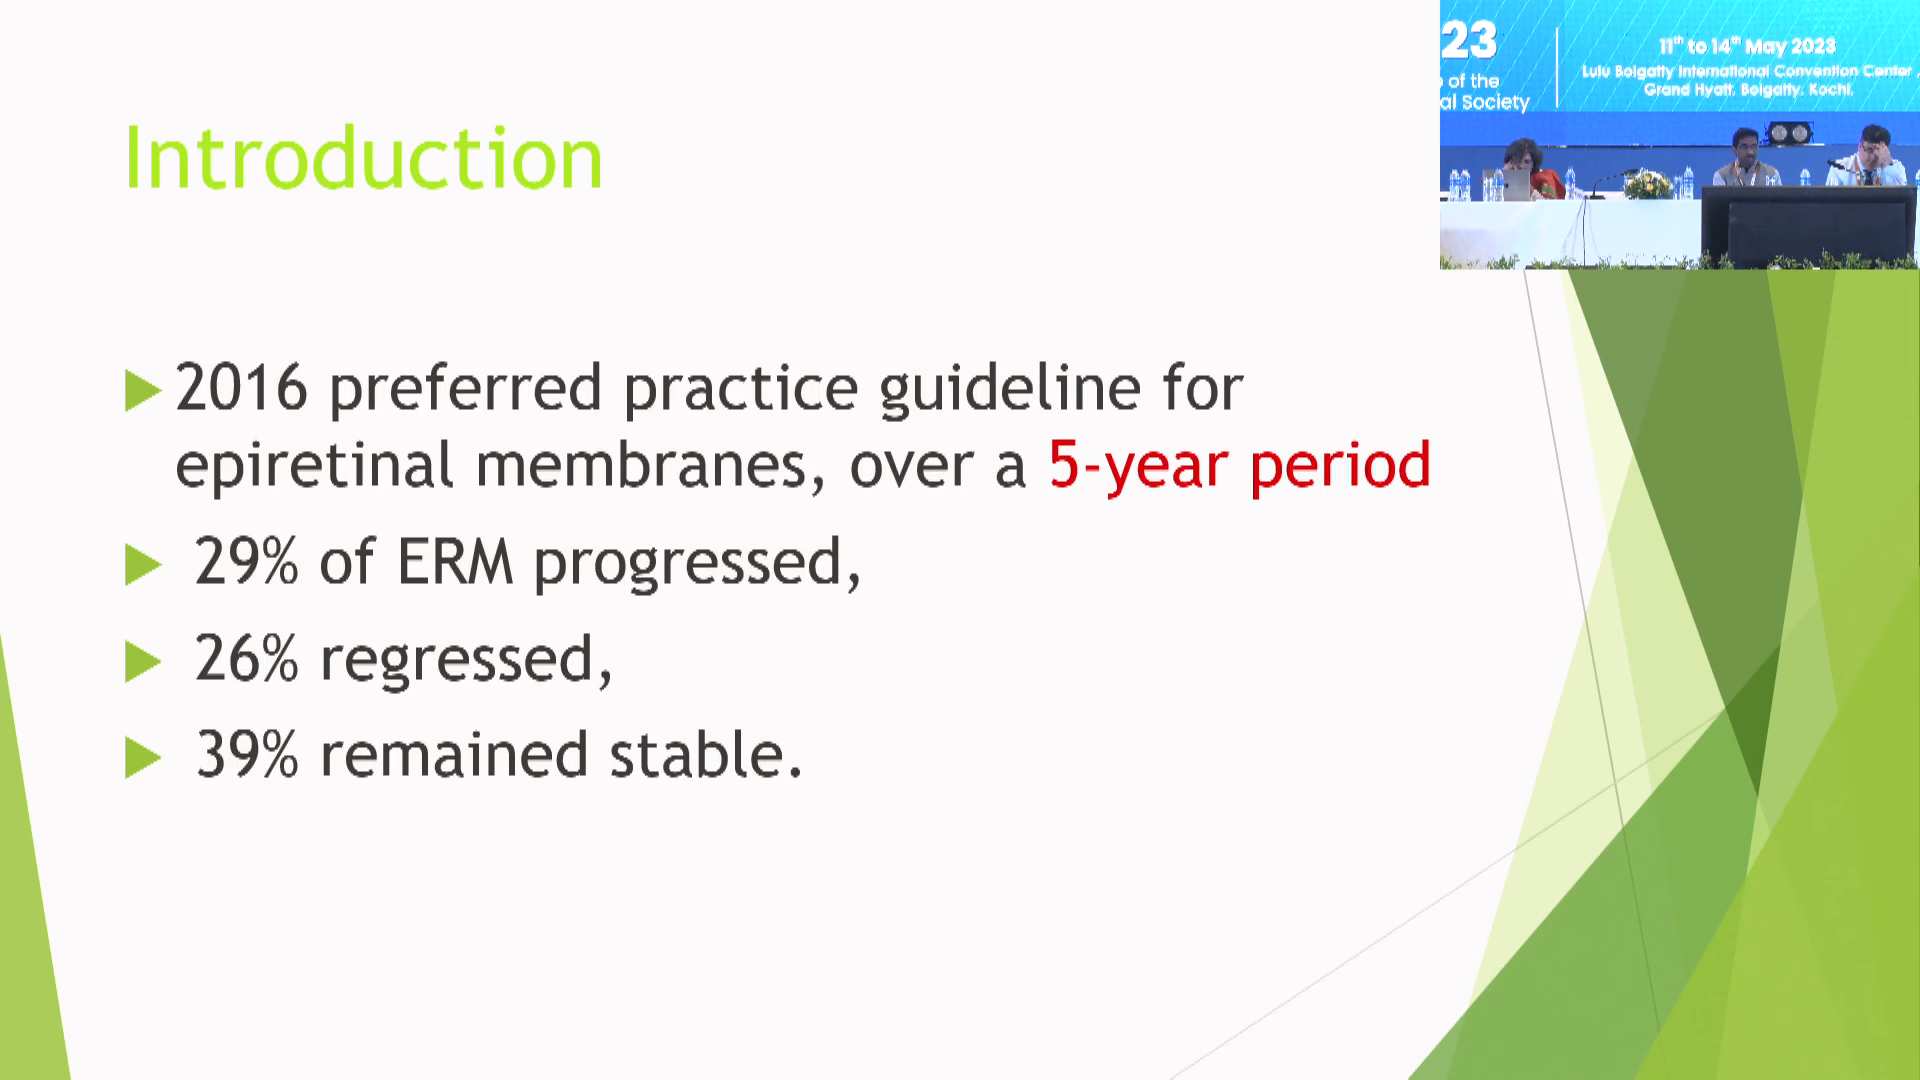 Introduction
2016 preferred practice guideline for
epiretinal membranes, over a 5-year period
29% of ERM progressed,
26% regressed,
39% remained stable.
23
of the
al Society
11th to 14th May 2023
Lulu Bolgatty International Convention Center,
Grand Hyatt, Bolgatty, Kochi,